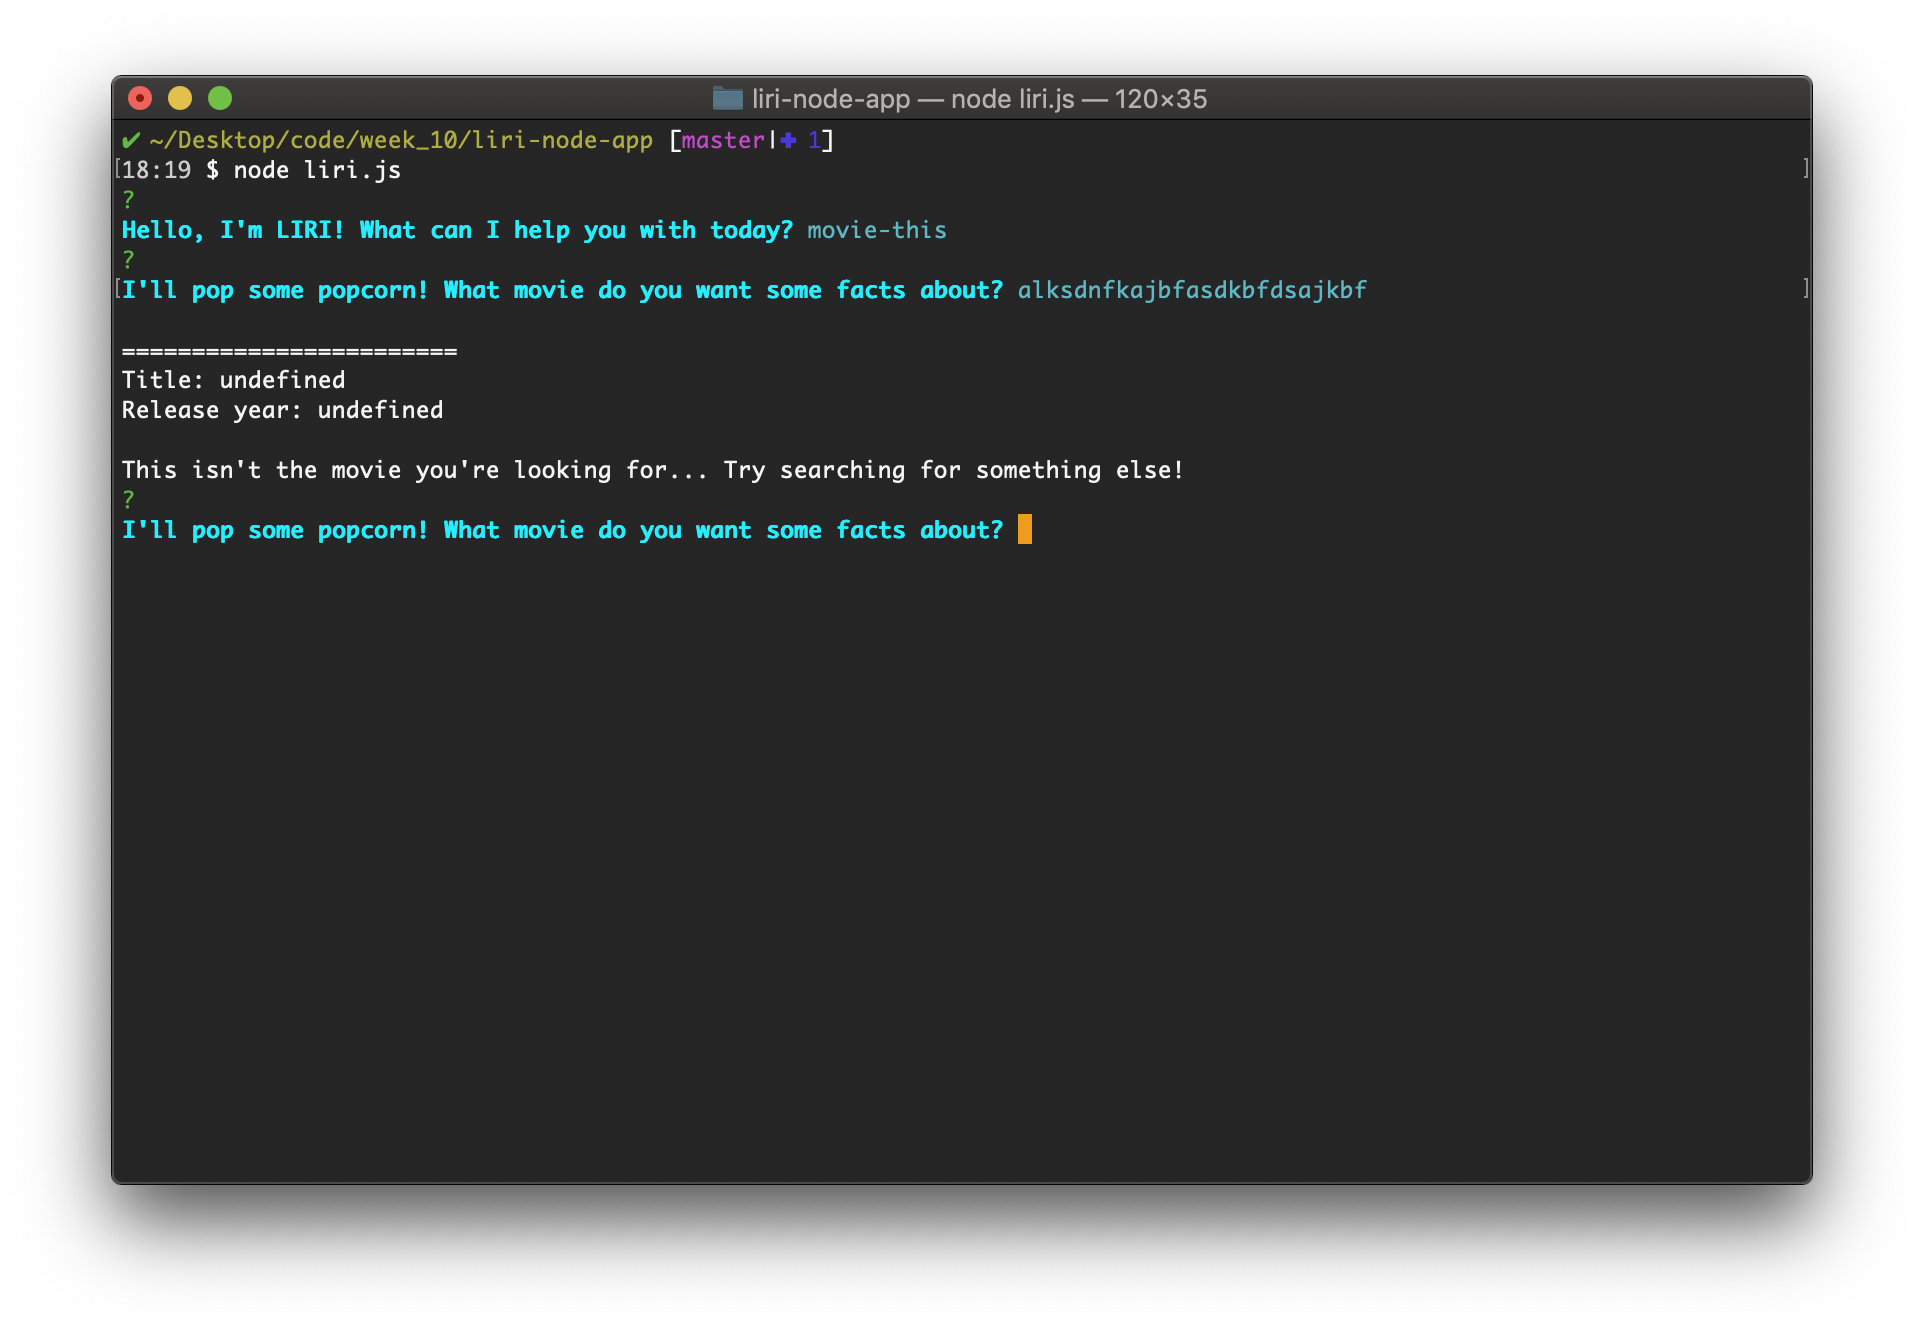 liri-node-app — node liri.js — 120×35
✔ ~/Desktop/code/week_10/liri-node-app [master|✚ 1]
[18:19 $ node liri.js ]
?
Hello, I'm LIRI! What can I help you with today? movie-this
?
[I'll pop some popcorn! What movie do you want some facts about? alksdnfkajbfasdkbfdsajkbf ]
========================
Title: undefined
Release year: undefined
This isn't the movie you're looking for... Try searching for something else!
?
I'll pop some popcorn! What movie do you want some facts about?